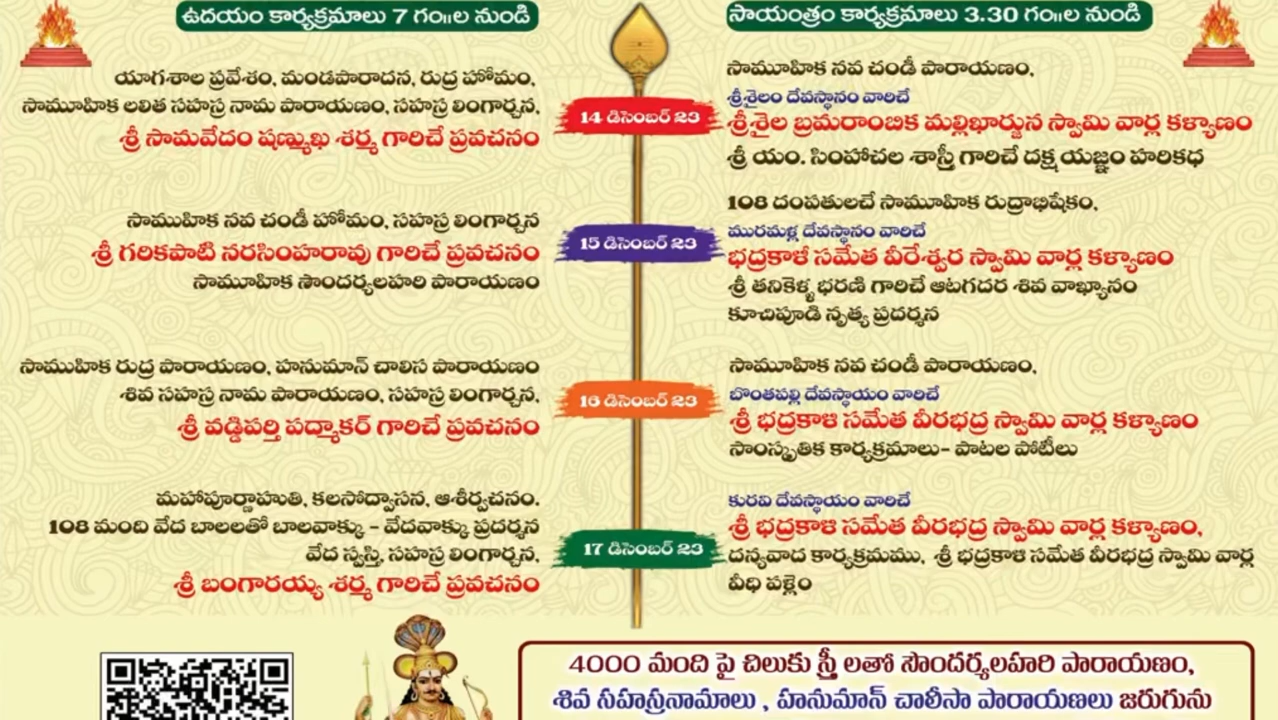 ఉదయం కార్యక్రమాలు 7 గం॥ల నుండి
సాయంత్రం కార్యక్రమాలు 3.30 గం॥ల నుండి
యాగశాల ప్రవేశం, మండపారాదన, రుద్ర హోమం,
సామూహిక లలిత సహస్ర నామ పారాయణం, సహస్ర లింగార్చన,
శ్రీ సామవేదం షణ్ముఖ శర్మ గారిచే ప్రవచనం
14 డిసెంబర్ 23
సామూహిక నవ చండీ పారాయణం,
శ్రీశైలం దేవస్థానం వారిచే
శ్రీశైల బ్రమరాంబిక మల్లిఖార్జున స్వామి వార్ల కళ్యాణం
శ్రీ యం. సింహాచల శాస్త్రీ గారిచే దక్ష యజ్ఞం హరికధ
సాముహిక నవ చండీ హోమం, సహస్ర లింగార్చన
శ్రీ గరికపాటి నరసింహరావు గారిచే ప్రవచనం
సామూహిక సౌందర్యలహరి పారాయణం
15 డిసెంబర్ 23
108 దంపతులచే సామూహిక రుద్రాభిషేకం,
మురమళ్ల దేవస్థానం వారిచే
భద్రకాళీ సమేత వీరేశ్వర స్వామి వార్ల కళ్యాణం
శ్రీ తనికెళ్ళ భరణి గారిచే ఆటగదర శివ వాఖ్యానం
కూచిపూడి నృత్య ప్రదర్శన
సాముహిక రుద్ర పారాయణం, హనుమాన్ చాలిస పారాయణం
శివ సహస్ర నామ పారాయణం, సహస్ర లింగార్చన,
శ్రీ వడ్డిపర్తి పద్మాకర్ గారిచే ప్రవచనం
16 డిసెంబర్ 23
సామూహిక నవ చండీ పారాయణం,
బొంతపల్లి దేవస్థాయం వారిచే
శ్రీ భద్రకాళి సమేత వీరభద్ర స్వామి వార్ల కళ్యాణం
సాంస్కృతిక కార్యక్రమాలు- పాటల పోటీలు
మహాపూర్ణాహుతి, కలసోద్వాసన, ఆశీర్వచనం.
108 మంది వేద బాలలతో బాలవాక్కు - వేదవాక్కు ప్రదర్శన
వేద స్వస్తి, సహస్ర లింగార్చన,
శ్రీ బంగారయ్య శర్మ గారిచే ప్రవచనం
17 డిసెంబర్ 23
కురవి దేవస్థాయం వారిచే
శ్రీ భద్రకాళి సమేత వీరభద్ర స్వామి వార్ల కళ్యాణం,
దన్యవాద కార్యక్రమము, శ్రీ భద్రకాళి సమేత వీరభద్ర స్వామి వార్ల
వీధి పళ్లెం
4000 మంది పై చిలుకు స్త్రీ లతో సౌందర్యలహరి పారాయణం,
శివ సహస్రనామాలు , హనుమాన్ చాలీసా పారాయణలు జరుగును